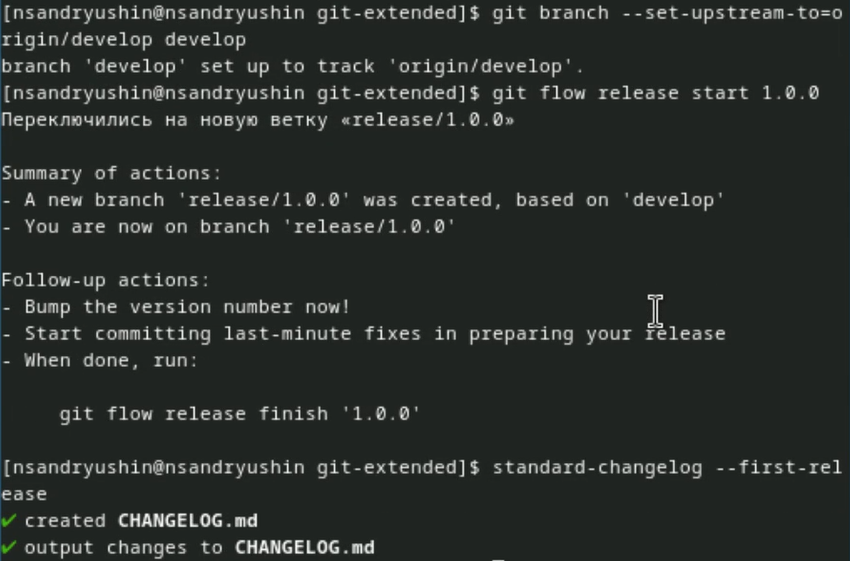 [nsandryushin@nsandryushin git-extended]$ git branch --set-upstream-to=o
rigin/develop develop
branch 'develop' set up to track 'origin/develop'.
[nsandryushin@nsandryushin git-extended]$ git flow release start 1.0.0
Переключились на новую ветку «release/1.0.0»
Summary of actions:
- A new branch 'release/1.0.0' was created, based on 'develop'
- You are now on branch 'release/1.0.0'
Follow-up actions:
- Bump the version number now!
- Start committing last-minute fixes in preparing your release
- When done, run:
git flow release finish '1.0.0'
[nsandryushin@nsandryushin git-extended]$ standard-changelog --first-rel
ease
✔ created CHANGELOG.md
✔ output changes to CHANGELOG.md